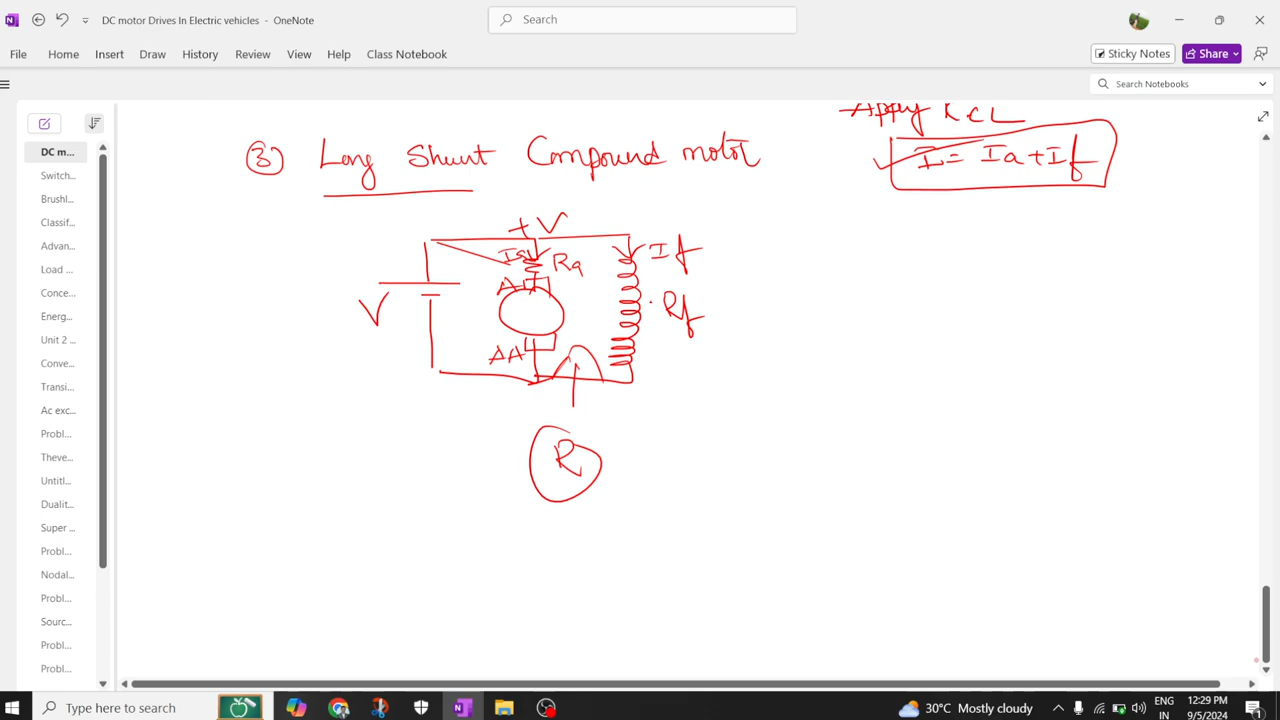 DC motor Drives In Electric vehicles - OneNote
Search
File Home Insert Draw History Review View Help Class Notebook
Sticky Notes
Share
Search Notebooks
DC m...
Switch...
Brushl...
Classif...
Advan...
Load ...
Conce...
Energ...
Unit 2 ...
Conve...
Transi...
Ac exc...
Probl...
Theve...
Untitl...
Dualit...
Super ...
Probl...
Nodal...
Probl...
Sourc...
Probl...
Probl...
Apply KCL
I = Ia + If
(3) Long Shunt Compound motor
+V
Ia
Ra
If
A
V
Rf
AA
R
Type here to search
30°C Mostly cloudy
ENG
IN
12:29 PM
9/5/2024
1